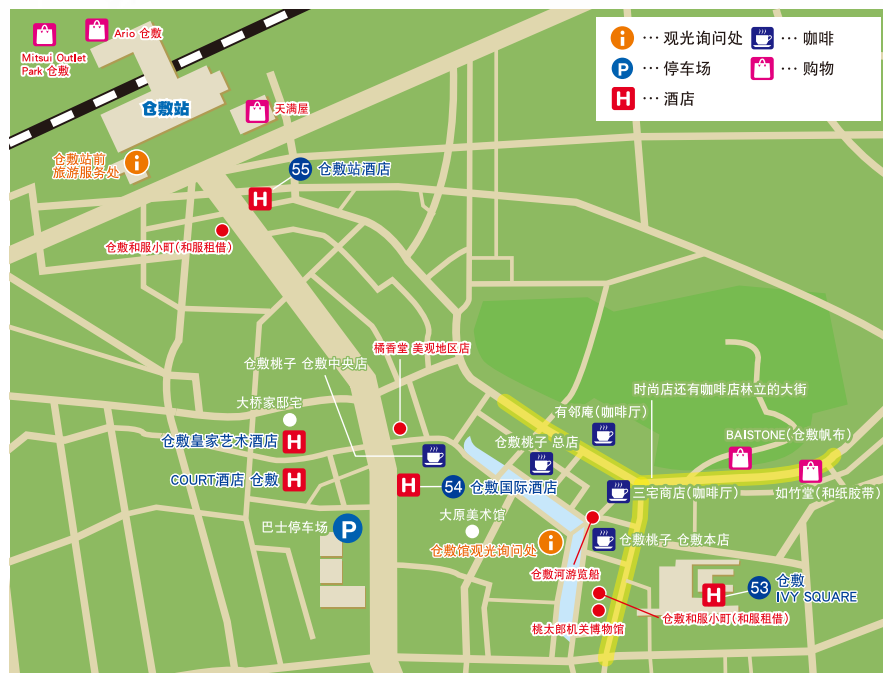 i … 观光询问处
… 咖啡
P … 停车场
… 购物
H … 酒店
Ario 仓敷
Mitsui Outlet
Park 仓敷
仓敷站
天满屋
仓敷站前
旅游服务处
i
55 仓敷站酒店
H
仓敷和服小町(和服租借)
橘香堂 美观地区店
仓敷桃子 仓敷中央店
大桥家邸宅
仓敷皇家艺术酒店 H
COURT酒店 仓敷 H
时尚店还有咖啡店林立的大街
有邻庵(咖啡厅)
仓敷桃子 总店
BAISTONE(仓敷帆布)
H 54 仓敷国际酒店
三宅商店(咖啡厅)
如竹堂(和纸胶带)
大原美术馆
巴士停车场 P
仓敷馆观光询问处 i
仓敷桃子 仓敷本店
仓敷河游览船
H 53 仓敷
IVY SQUARE
仓敷和服小町(和服租借)
桃太郎机关博物馆